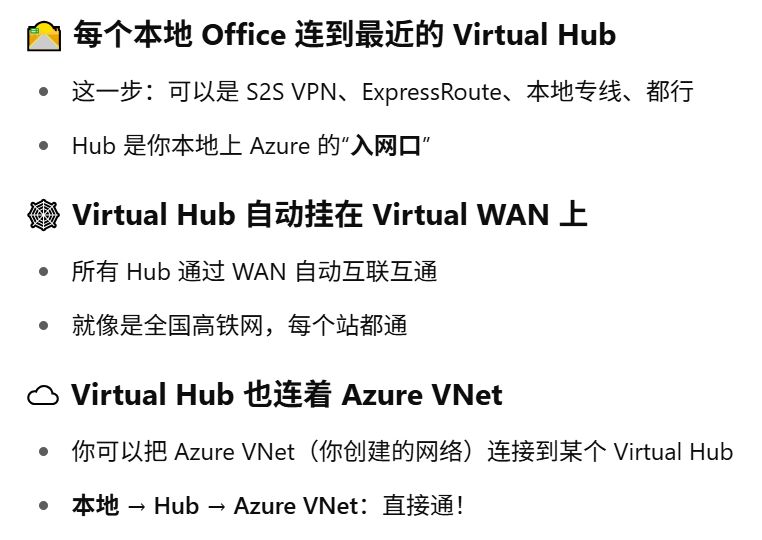 每个本地 Office 连到最近的 Virtual Hub
这一步：可以是 S2S VPN、ExpressRoute、本地专线、都行
Hub 是你本地上 Azure 的“入网口”
Virtual Hub 自动挂在 Virtual WAN 上
所有 Hub 通过 WAN 自动互联互通
就像是全国高铁网，每个站都通
Virtual Hub 也连着 Azure VNet
你可以把 Azure VNet（你创建的网络）连接到某个 Virtual Hub
本地 → Hub → Azure VNet：直接通！